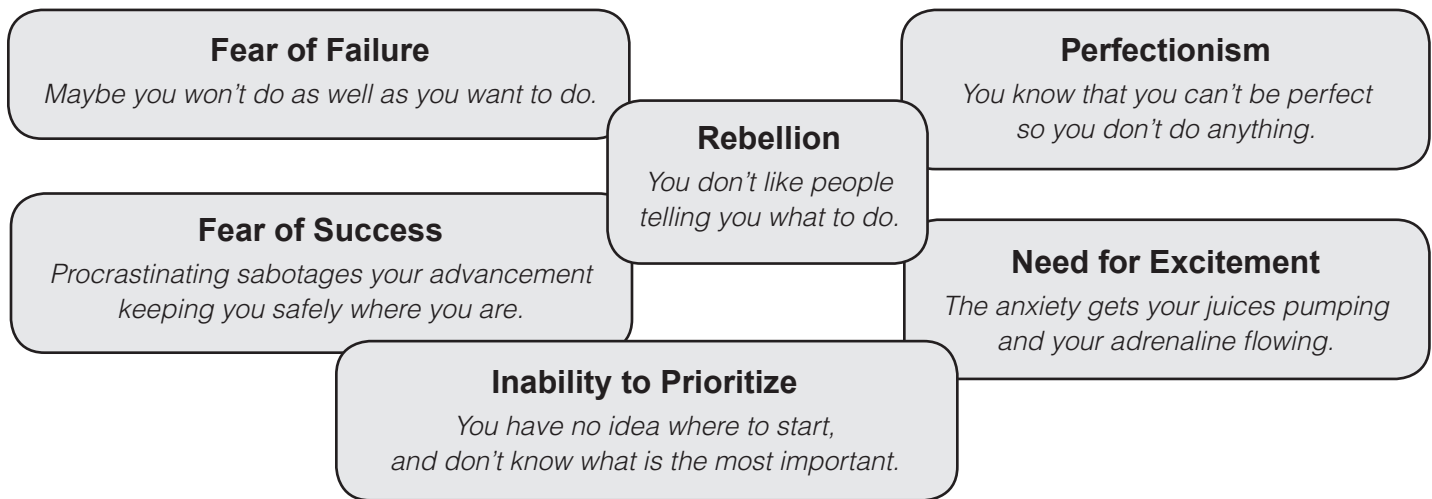 Fear of Failure
Maybe you won't do as well as you want to do.
Perfectionism
You know that you can't be perfect
so you don't do anything.
Rebellion
You don't like people
telling you what to do.
Fear of Success
Procrastinating sabotages your advancement
keeping you safely where you are.
Need for Excitement
The anxiety gets your juices pumping
and your adrenaline flowing.
Inability to Prioritize
You have no idea where to start,
and don't know what is the most important.